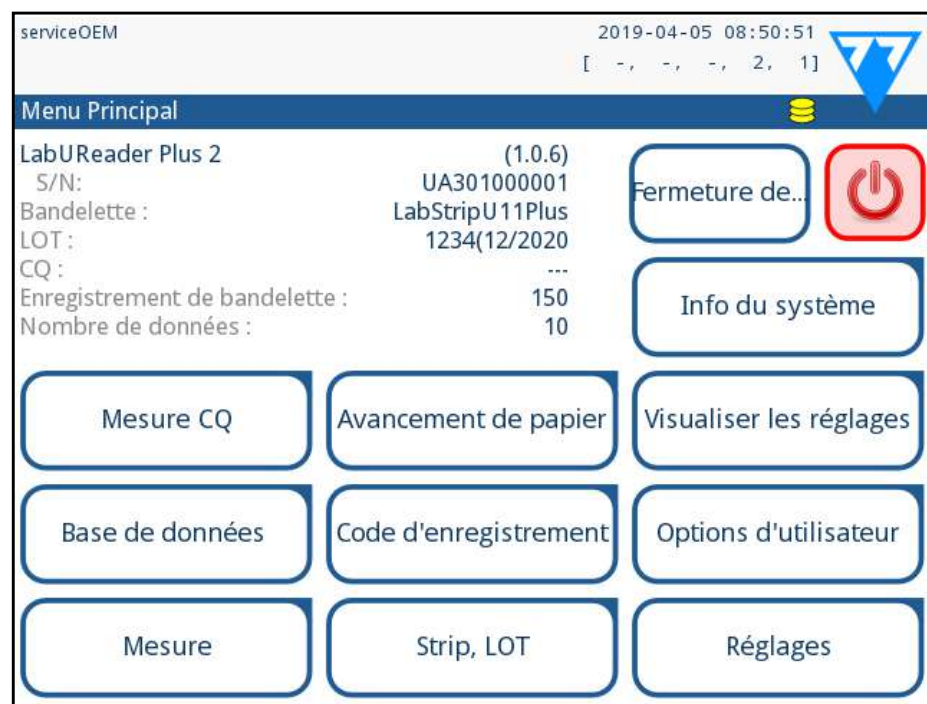 serviceOEM 2019-04-05 08:50:51
[ -, -, -, 2, 1]
Menu Principal
LabUReader Plus 2 (1.0.6)
S/N: UA301000001
Bandelette : LabStripU11Plus
LOT : 1234(12/2020
CQ : ---
Enregistrement de bandelette : 150
Nombre de données : 10
Fermeture de...
Info du système
Mesure CQ Avancement de papier Visualiser les réglages
Base de données Code d'enregistrement Options d'utilisateur
Mesure Strip, LOT Réglages